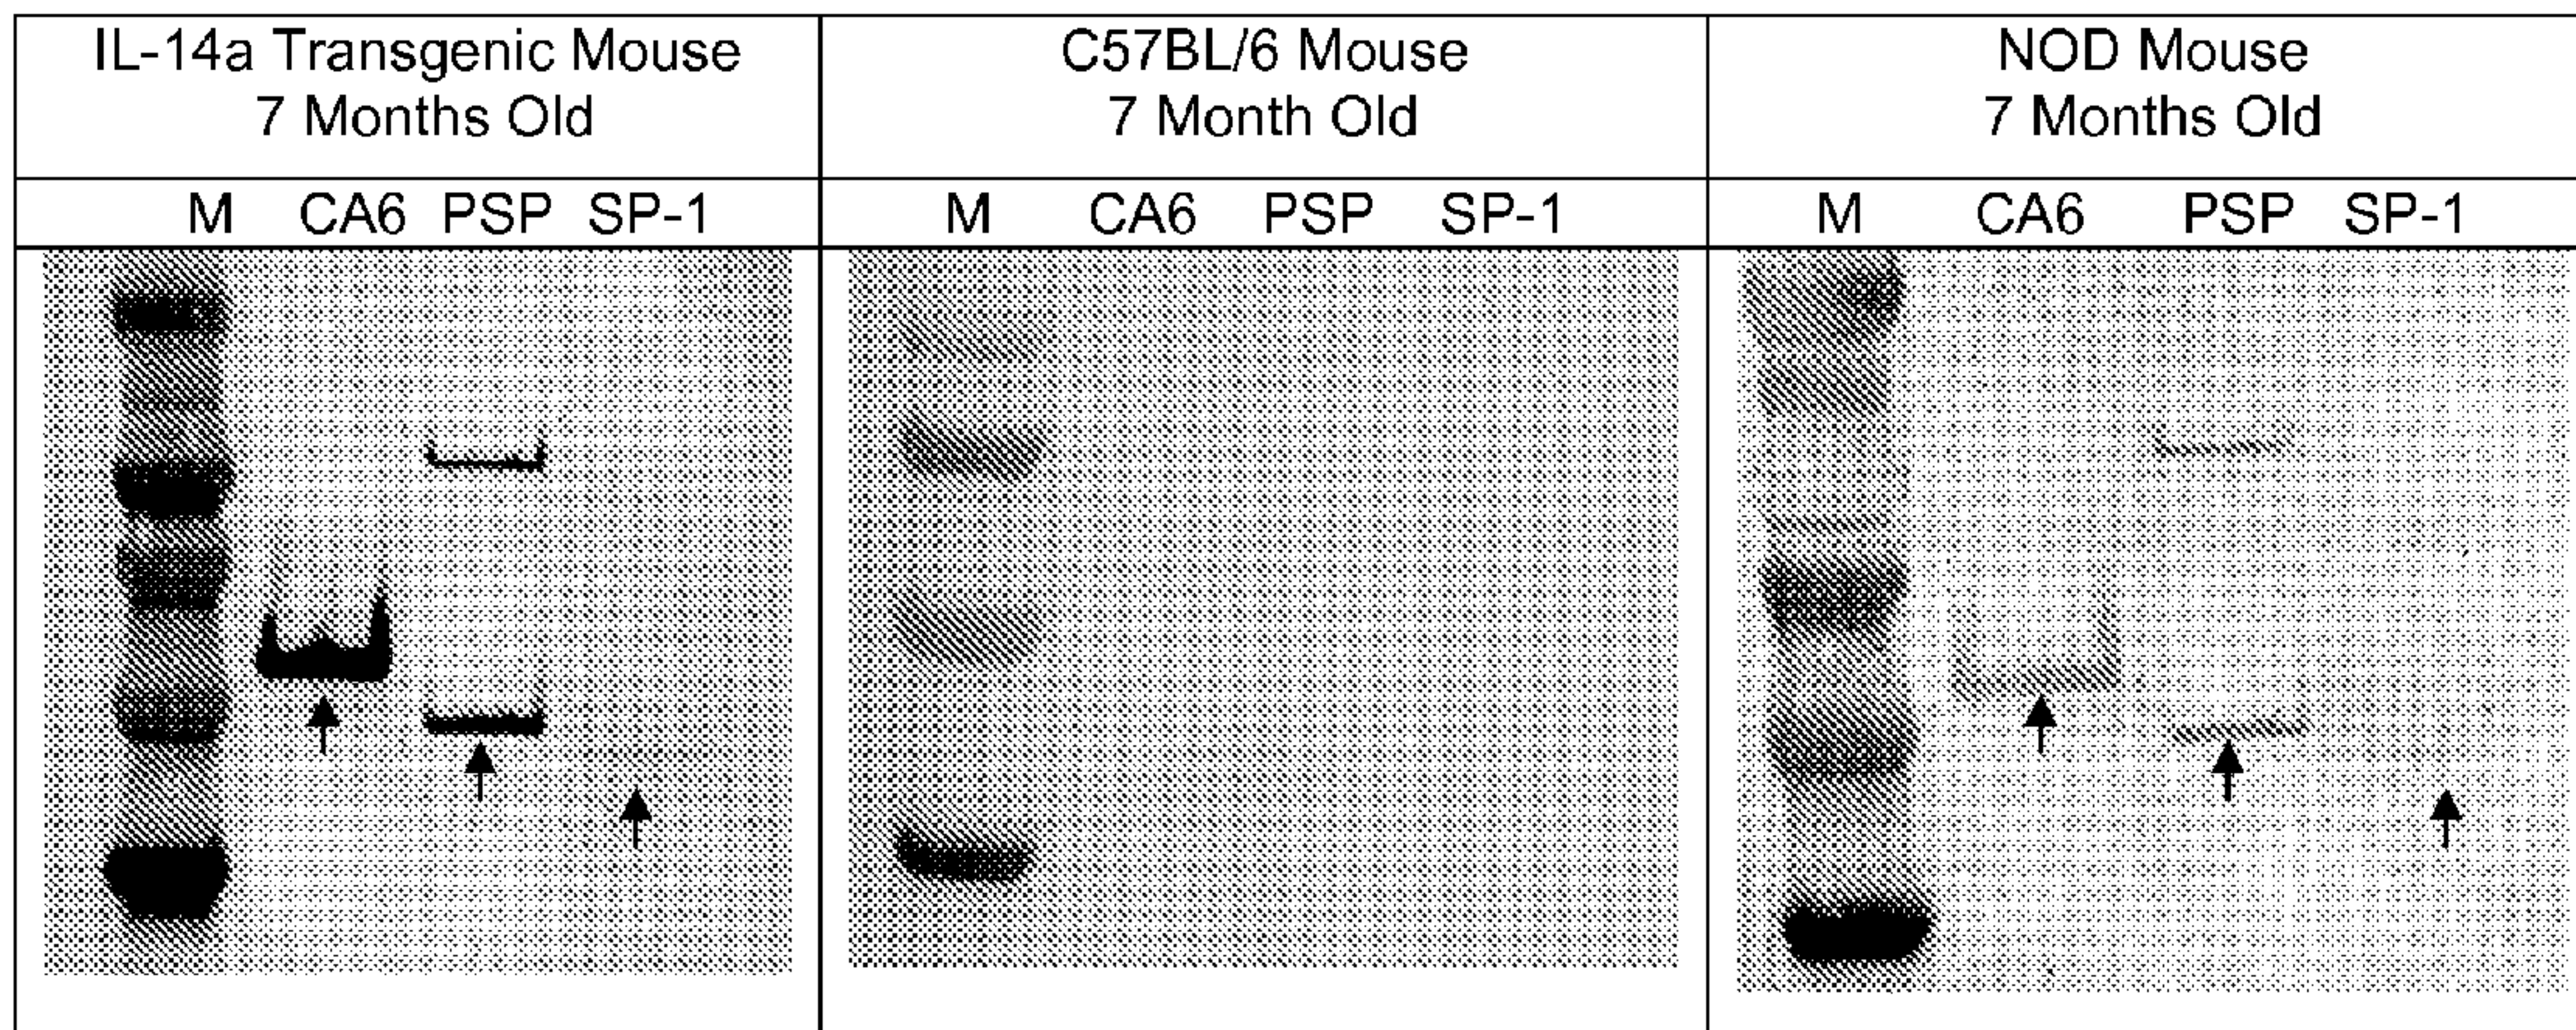 IL-14a Transgenic Mouse
7 Months Old
C57BL/6 Mouse
7 Month Old
NOD Mouse
7 Months Old
M CA6 PSP SP-1
M CA6 PSP SP-1
M CA6 PSP SP-1